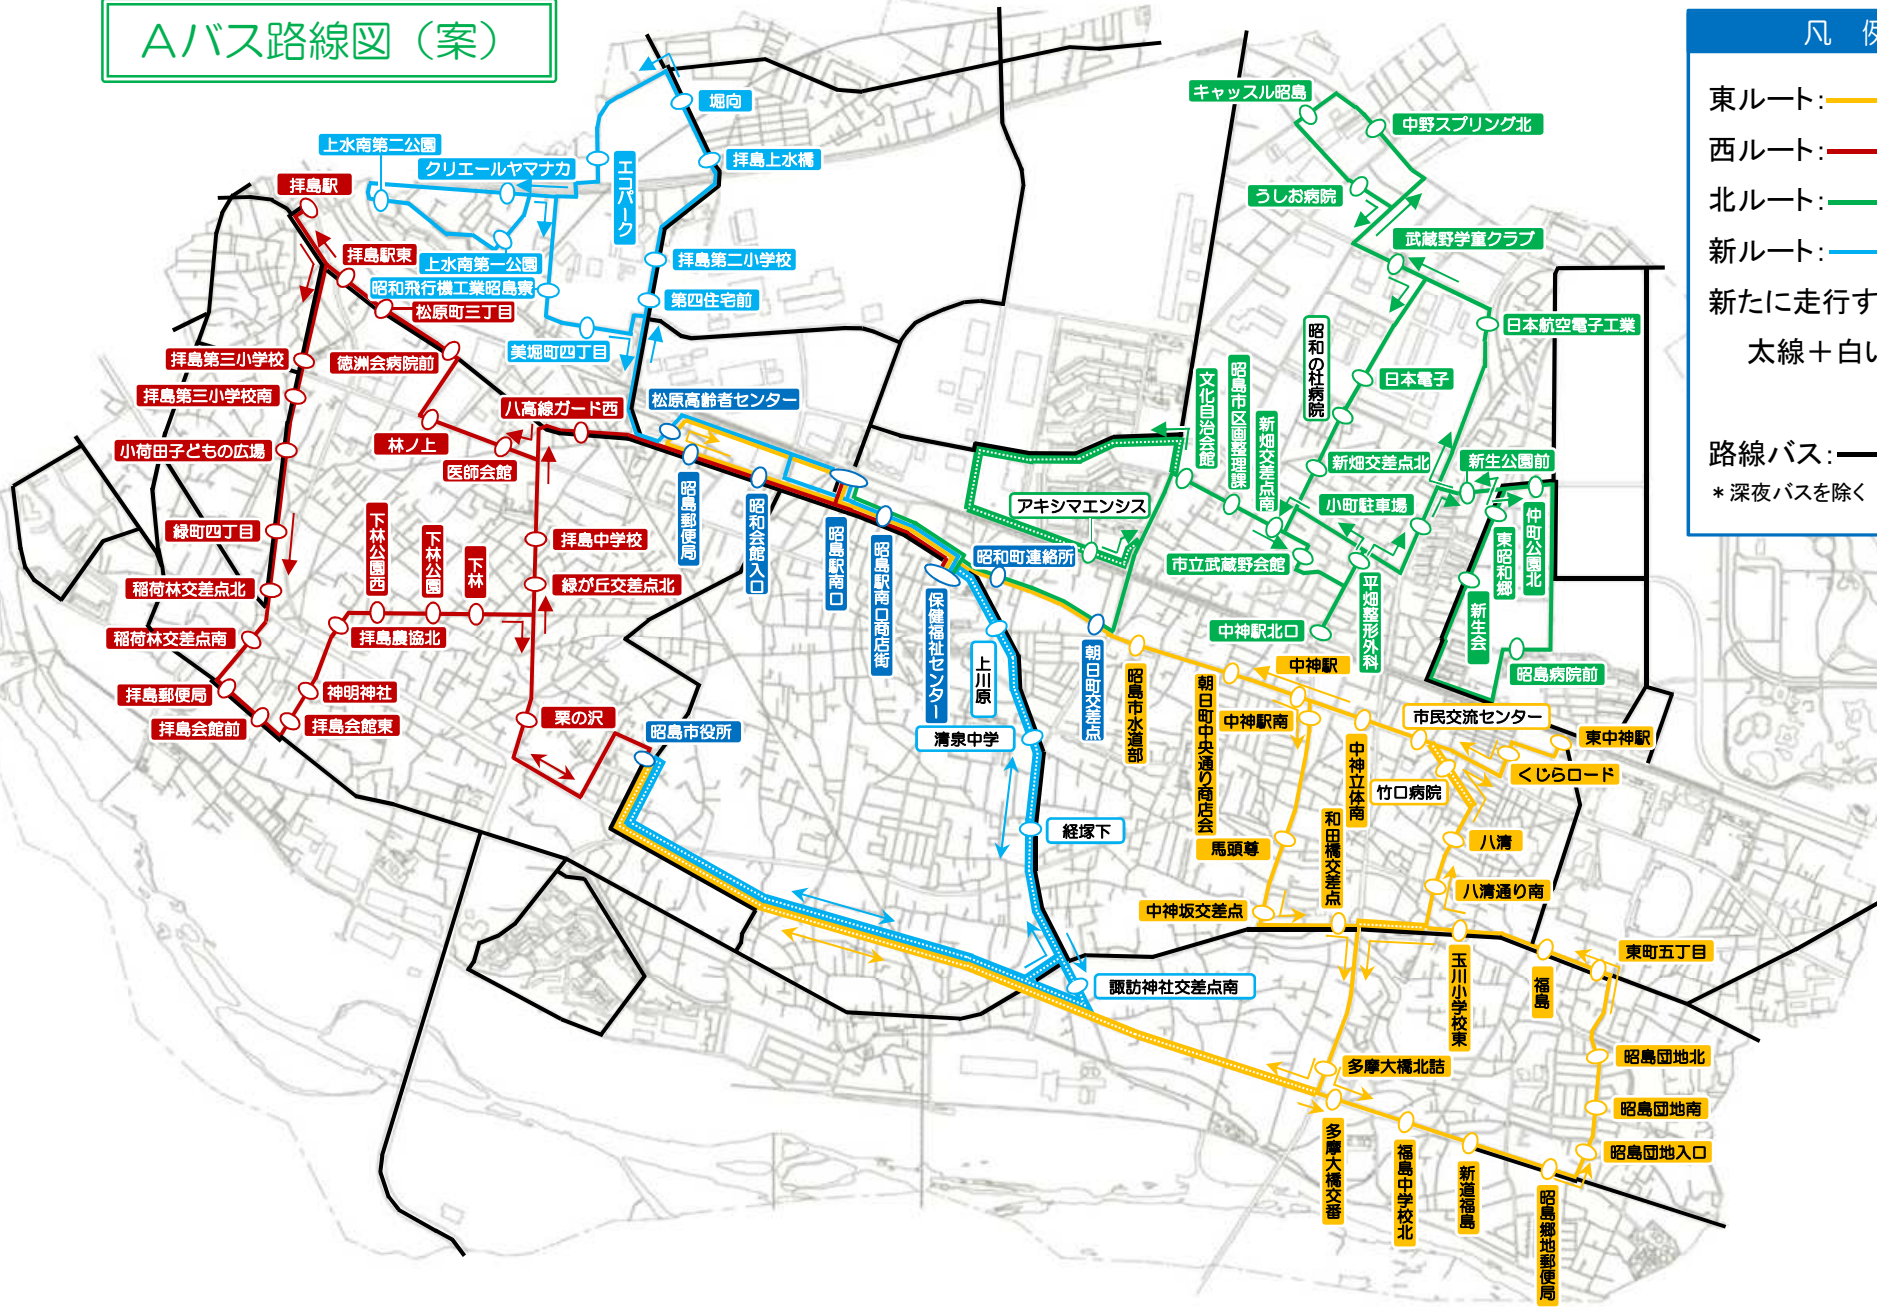 Aバス路線図（案）
凡 例
東ルート：
西ルート：
北ルート：
新ルート：
新たに走行す
太線＋白い
路線バス：
＊深夜バスを除く
堀向
拝島上水橋
エコパーク
上水南第二公園
クリエールヤマナカ
上水南第一公園
昭和飛行機工業昭島寮
美堀町四丁目
拝島第二小学校
第四住宅前
拝島駅
拝島駅東
松原町三丁目
徳洲会病院前
林ノ上
医師会館
八高線ガード西
拝島第三小学校
拝島第三小学校南
小荷田子どもの広場
緑町四丁目
稲荷林交差点北
稲荷林交差点南
拝島郵便局
拝島会館前
拝島会館東
神明神社
拝島農協北
下林公園西
下林公園
下林
拝島中学校
緑が丘交差点北
栗の沢
松原高齢者センター
昭島郵便局
昭和会館入口
昭島駅南口
昭島駅南口商店街
保健福祉センター
昭和町連絡所
朝日町交差点
昭島市役所
上川原
清泉中学
経塚下
諏訪神社交差点南
キャッスル昭島
中野スプリング北
うしお病院
武蔵野学童クラブ
日本航空電子工業
昭和の杜病院
日本電子
新畑交差点北
新生公園前
小町駐車場
文化自治会館
昭島市区画整理課
新畑交差点南
アキシマエンシス
市立武蔵野会館
中神駅北口
平畑整形外科
東昭和郷
仲町公園北
新生会
昭島病院前
昭島市水道部
朝日町中央通り商店会
中神駅
中神駅南
中神立体南
市民交流センター
東中神駅
くじらロード
竹口病院
八清
八清通り南
馬頭尊
中神坂交差点
和田橋交差点
玉川小学校東
福島
東町五丁目
昭島団地北
昭島団地南
昭島団地入口
多摩大橋北詰
多摩大橋交番
福島中学校北
新道福島
昭島郷地郵便局